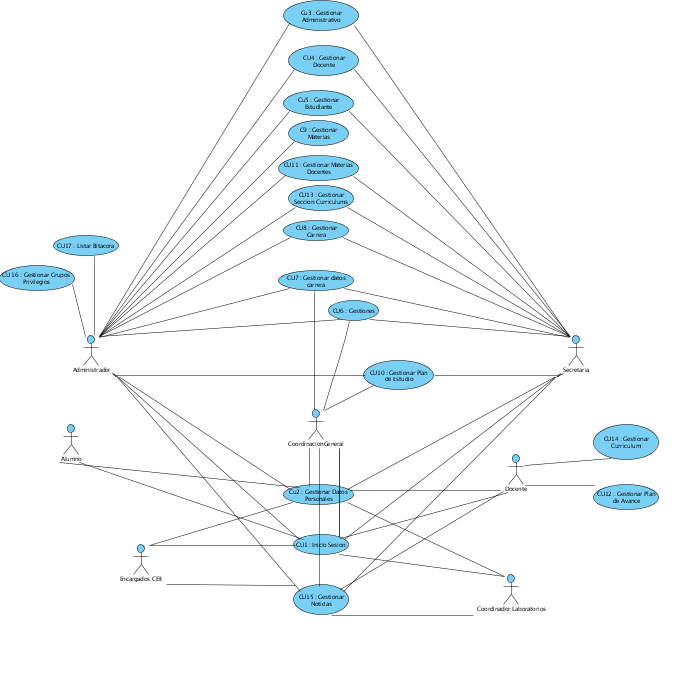 Cu3 : Gestionar
Administrativo
CU4 : Gestionar
Docente
Cu5 : Gestionar
Estudiante
C9 : Gestionar
Materias
CU11 : Gestionar Materias
Docentes
CU13 : Gestionar
Seccion Curriculums
CU8 : Gestionar
Carrera
CU17 : Listar Bitacora
CU16 : Gestionar Grupos
Privilegios
CU7 : Gestionar datos
carrera
CU6 : Gestiones
Administrador
Secretaria
CU10 : Gestionar Plan
de Estudio
CoordinacionGeneral
Alumno
CU14 : Gestionar
Curriculum
Docente
Cu2 : Gestionar Datos
Personales
CU12 : Gestionar Plan
de Avance
CU1 : Inicio Sesion
Encargados CEII
CU15 : Gestionar
Noticias
Coordinador Laboratorios